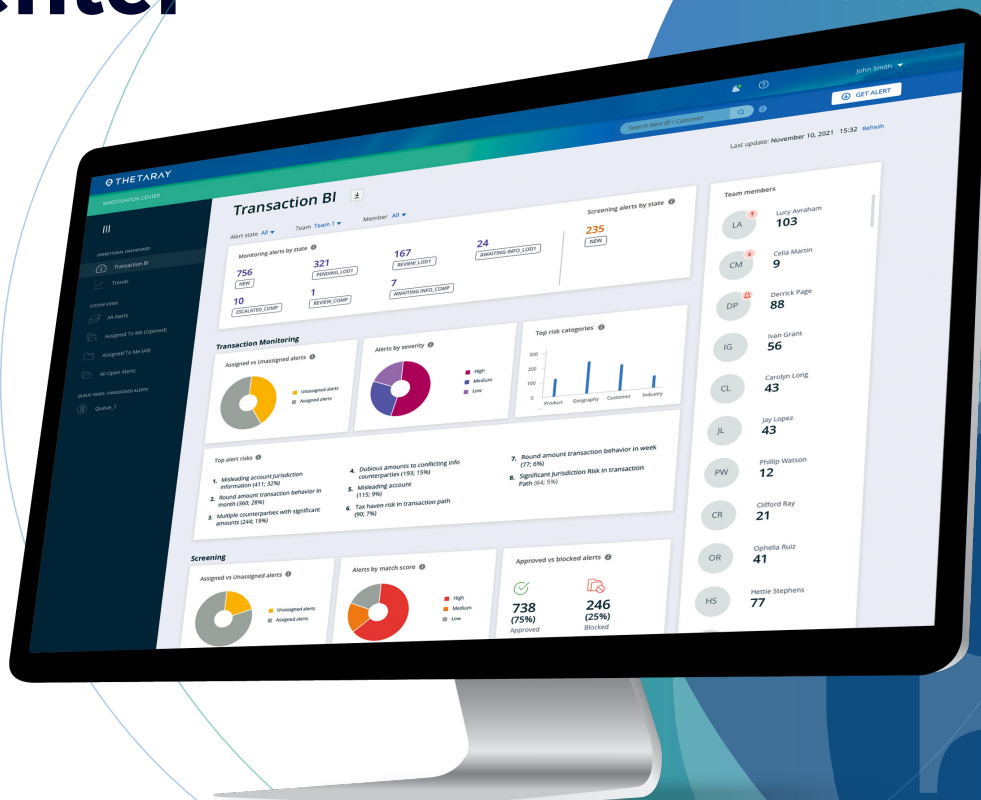 enter
John Smith
THETARAY
Search Alert ID / Customer
GET ALERT
INVESTIGATION CENTER
Last update: November 10, 2021 15:32 Refresh
OPERATIONAL DASHBOARD
Transaction BI
Trends
SYSTEM VIEWS
All Alerts
Assigned To Me (Opened)
Assigned To Me (All)
All Open Alerts
QUEUE VIEWS: UNASSIGNED ALERTS
Queue_1
Transaction BI
Alert state All Team Team 1 Member All
Monitoring alerts by state
756
NEW
321
PENDING_LOD1
167
REVIEW_LOD1
24
AWAITING INFO_LOD1
10
ESCALATED_COMP
1
REVIEW_COMP
7
AWAITING INFO_COMP
Screening alerts by state
235
NEW
Transaction Monitoring
Assigned vs Unassigned alerts
Unassigned alerts
Assigned alerts
Alerts by severity
High
Medium
Low
Top risk categories
300
200
100
0
Product Geography Customer Industry
Top alert risks
1. Misleading account jurisdiction
information (411; 32%)
2. Round amount transaction behavior in
month (360; 28%)
3. Multiple counterparties with significant
amounts (244; 19%)
4. Dubious amounts to conflicting info
counterparties (193; 15%)
5. Misleading account
(115; 9%)
6. Tax haven risk in transaction path
(90; 7%)
7. Round amount transaction behavior in week
(77; 6%)
8. Significant Jurisdiction Risk in transaction
Path (64; 5%)
Screening
Assigned vs Unassigned alerts
Unassigned alerts
Assigned alerts
Alerts by match score
High
Medium
Low
Approved vs blocked alerts
738
(75%)
Approved
246
(25%)
Blocked
Team members
LA Lucy Avraham
103
CM Celia Martin
9
DP Derrick Page
88
IG Ivan Grant
56
CL Carolyn Long
43
JL Jay Lopez
43
PW Phillip Watson
12
CR Clifford Ray
21
OR Ophelia Ruiz
41
HS Hettie Stephens
77